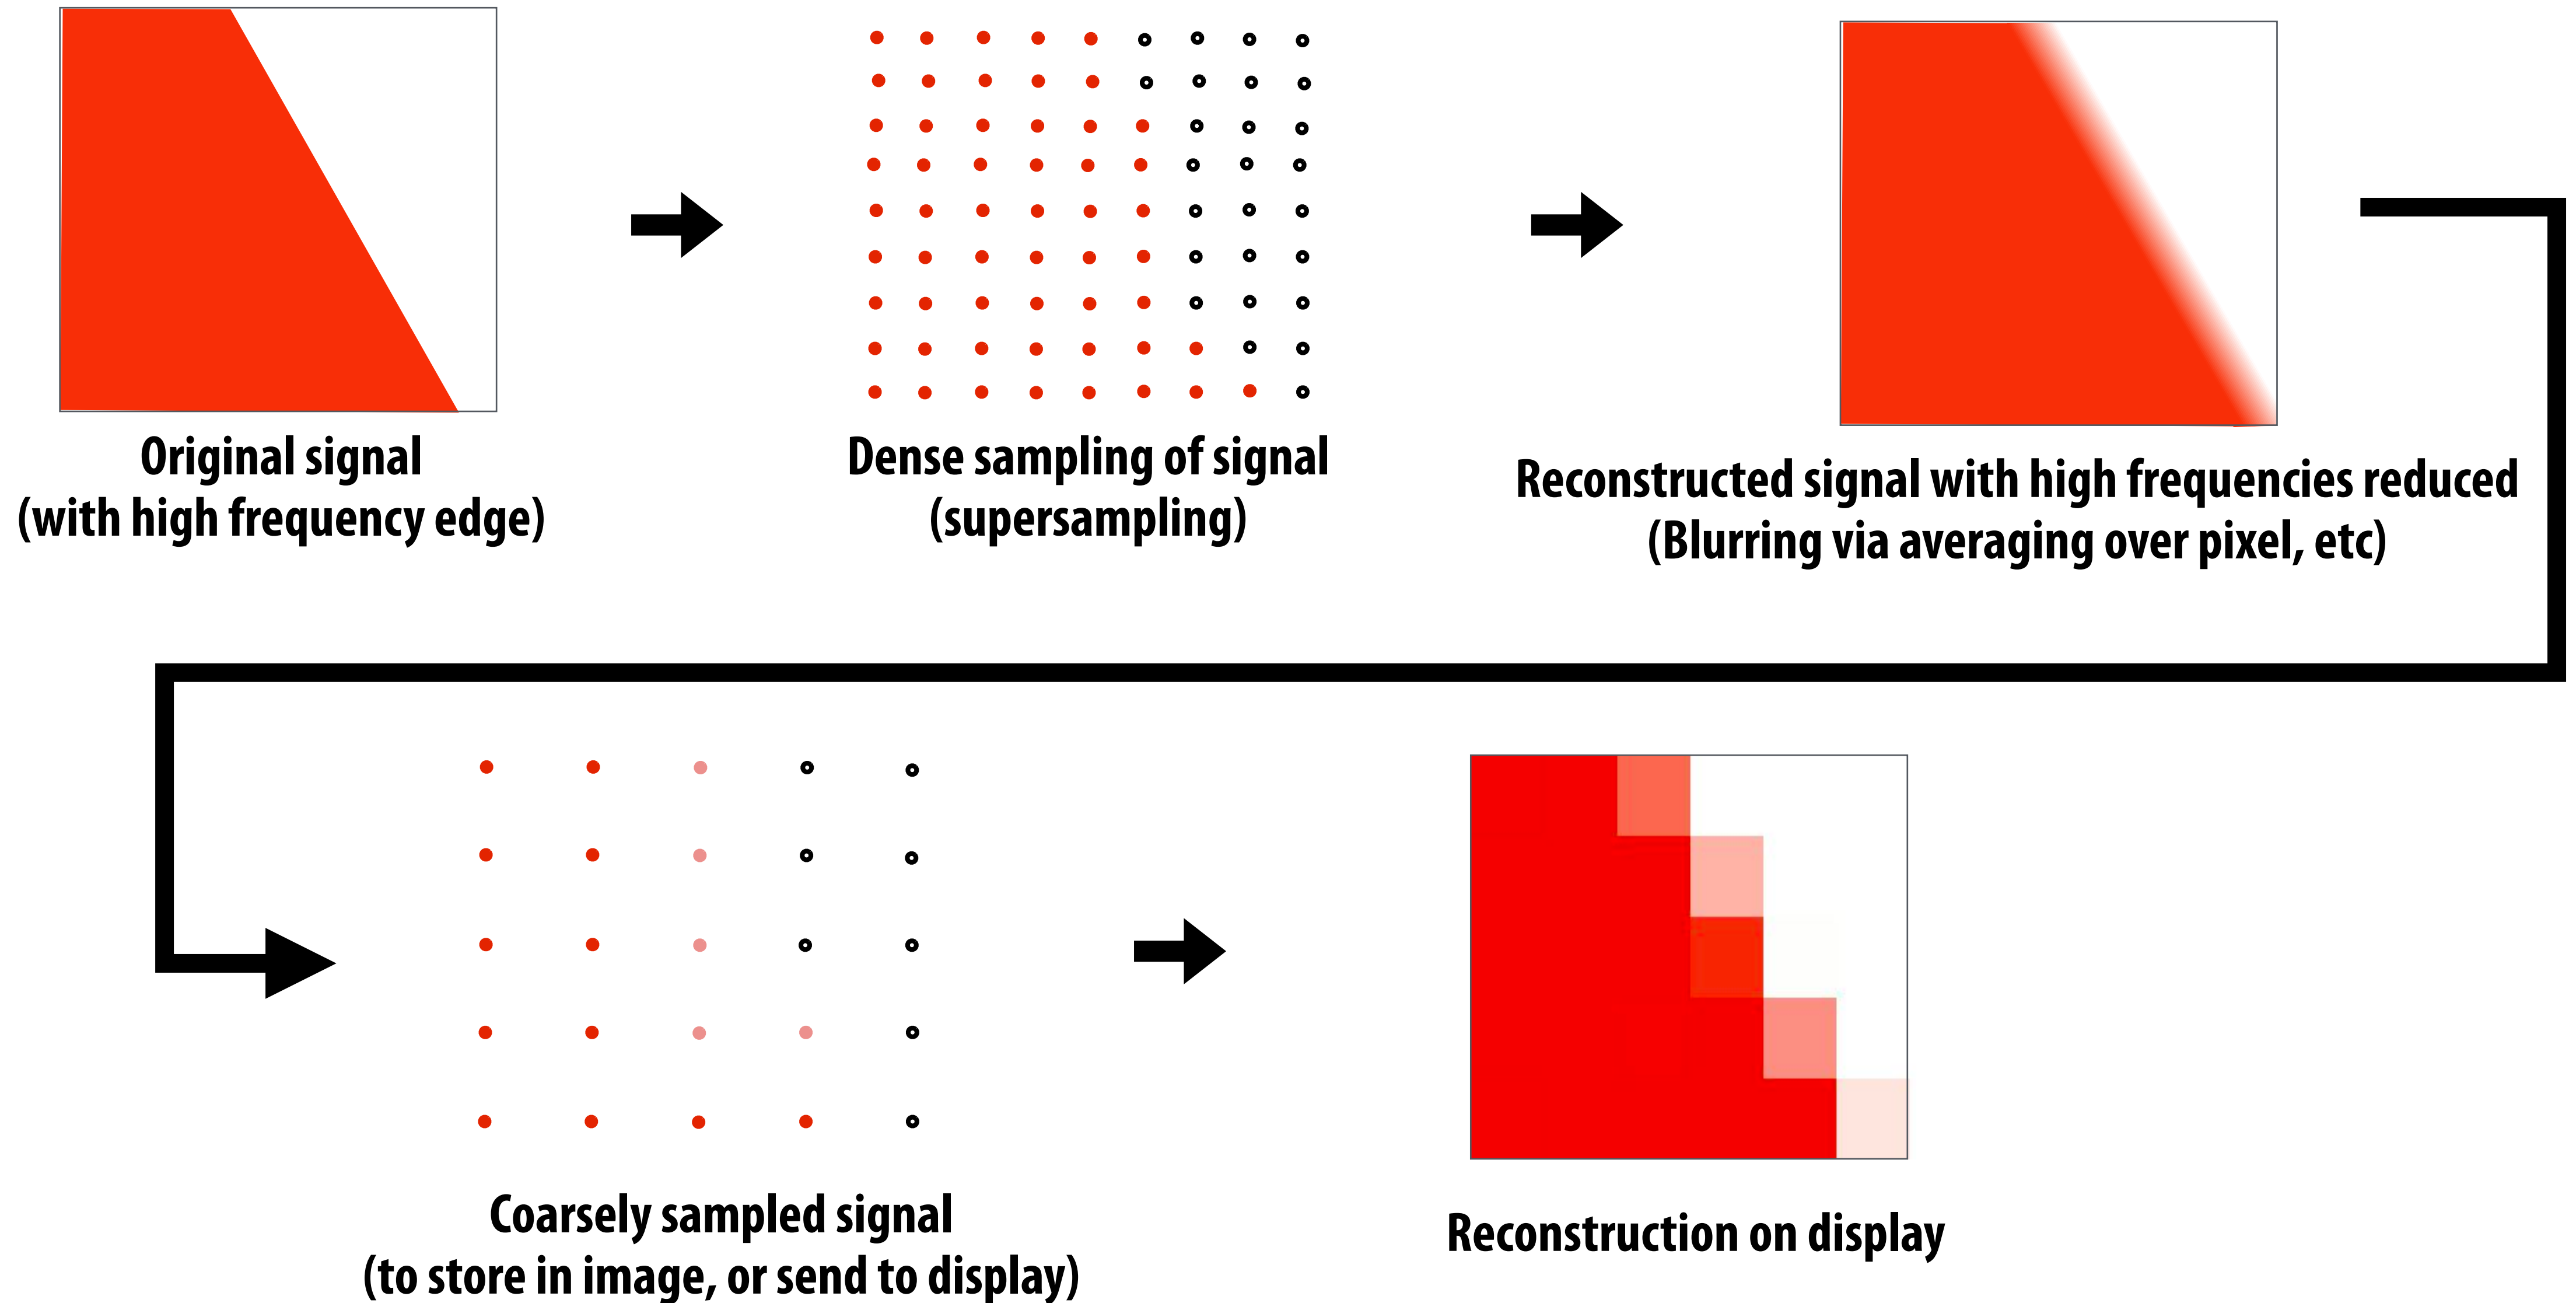 Original signal
(with high frequency edge)
Dense sampling of signal
(supersampling)
Reconstructed signal with high frequencies reduced
(Blurring via averaging over pixel, etc)
Coarsely sampled signal
(to store in image, or send to display)
Reconstruction on display